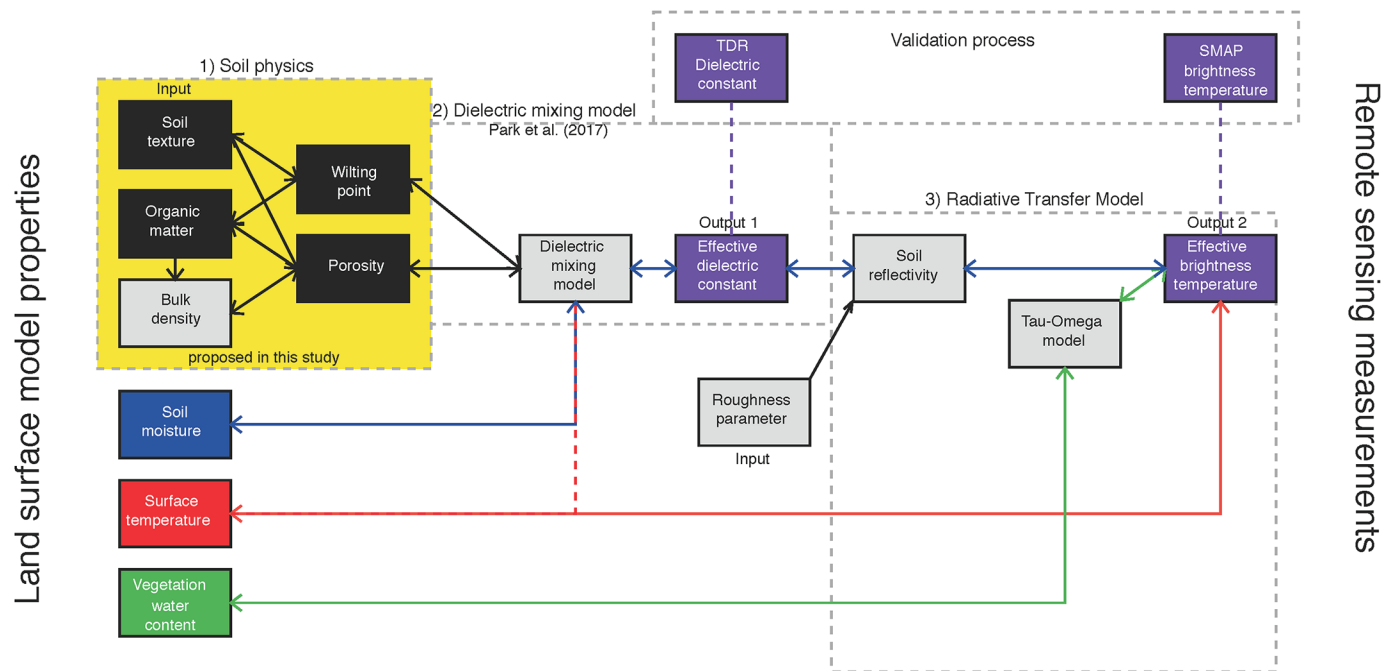 Land surface model properties
1) Soil physics
Input
Soil
texture
Organic
matter
Bulk
density
Wilting
point
Porosity
proposed in this study
2) Dielectric mixing model
Park et al. (2017)
Dielectric
mixing
model
Output 1
Effective
dielectric
constant
TDR
Dielectric
constant
Validation process
SMAP
brightness
temperature
3) Radiative Transfer Model
Soil
reflectivity
Output 2
Effective
brightness
temperature
Tau-Omega
model
Roughness
parameter
Input
Soil
moisture
Surface
temperature
Vegetation
water
content
Remote sensing measurements